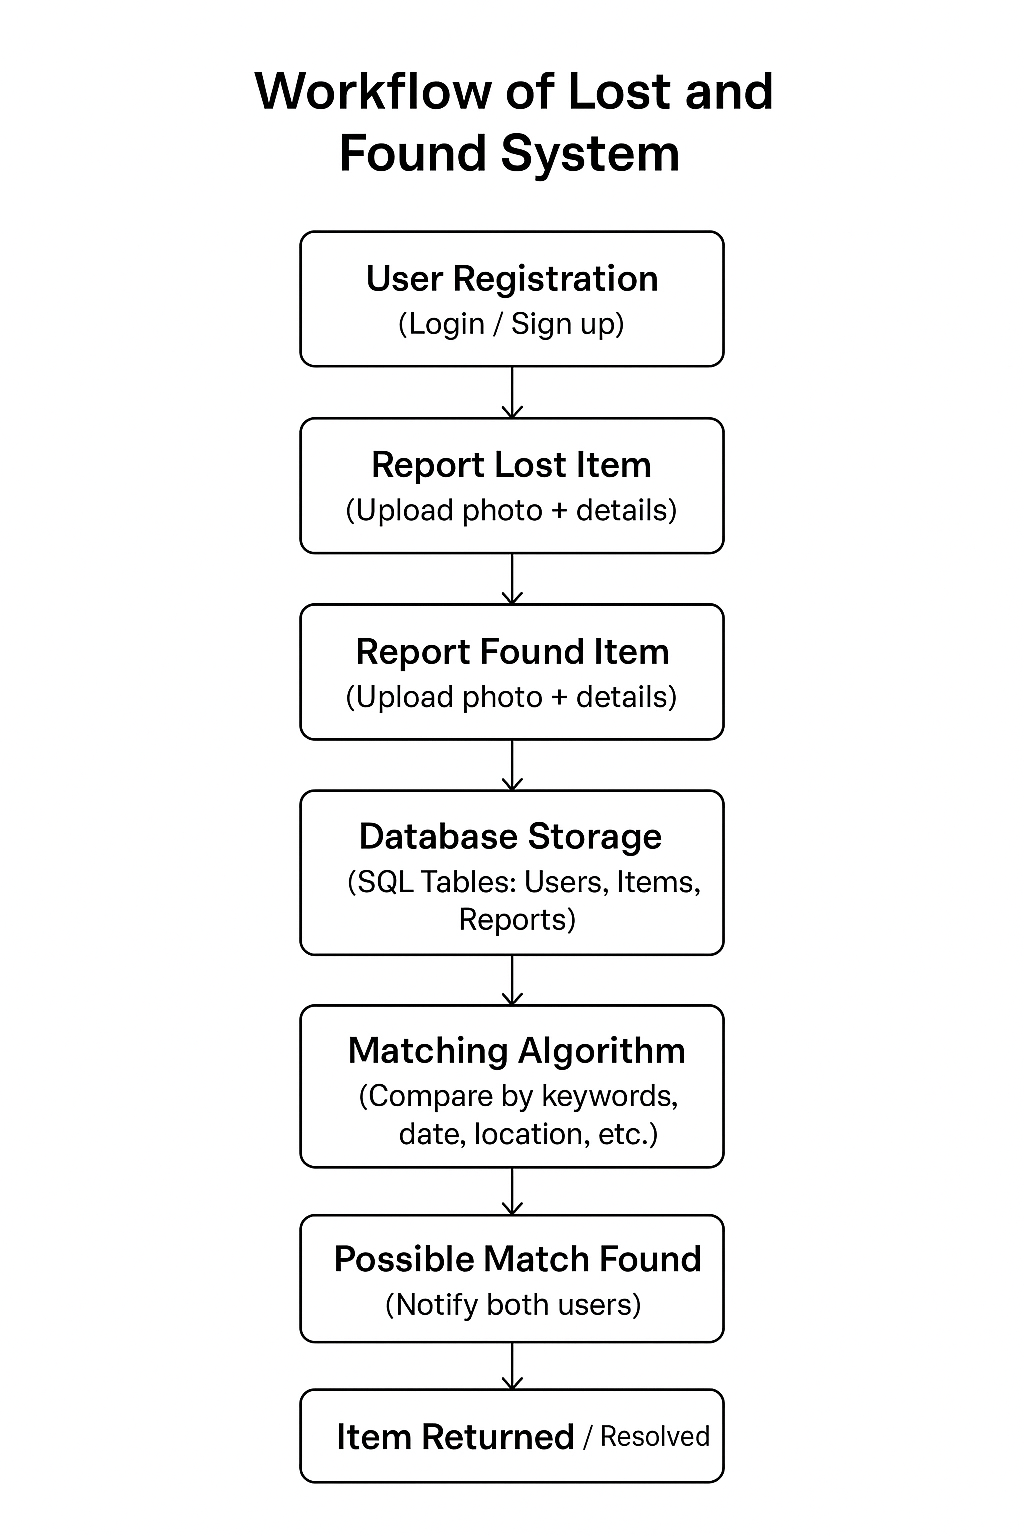 Workflow of Lost and
Found System
User Registration
(Login / Sign up)
Report Lost Item
(Upload photo + details)
Report Found Item
(Upload photo + details)
Database Storage
(SQL Tables: Users, Items,
Reports)
Matching Algorithm
(Compare by keywords,
date, location, etc.)
Possible Match Found
(Notify both users)
Item Returned / Resolved